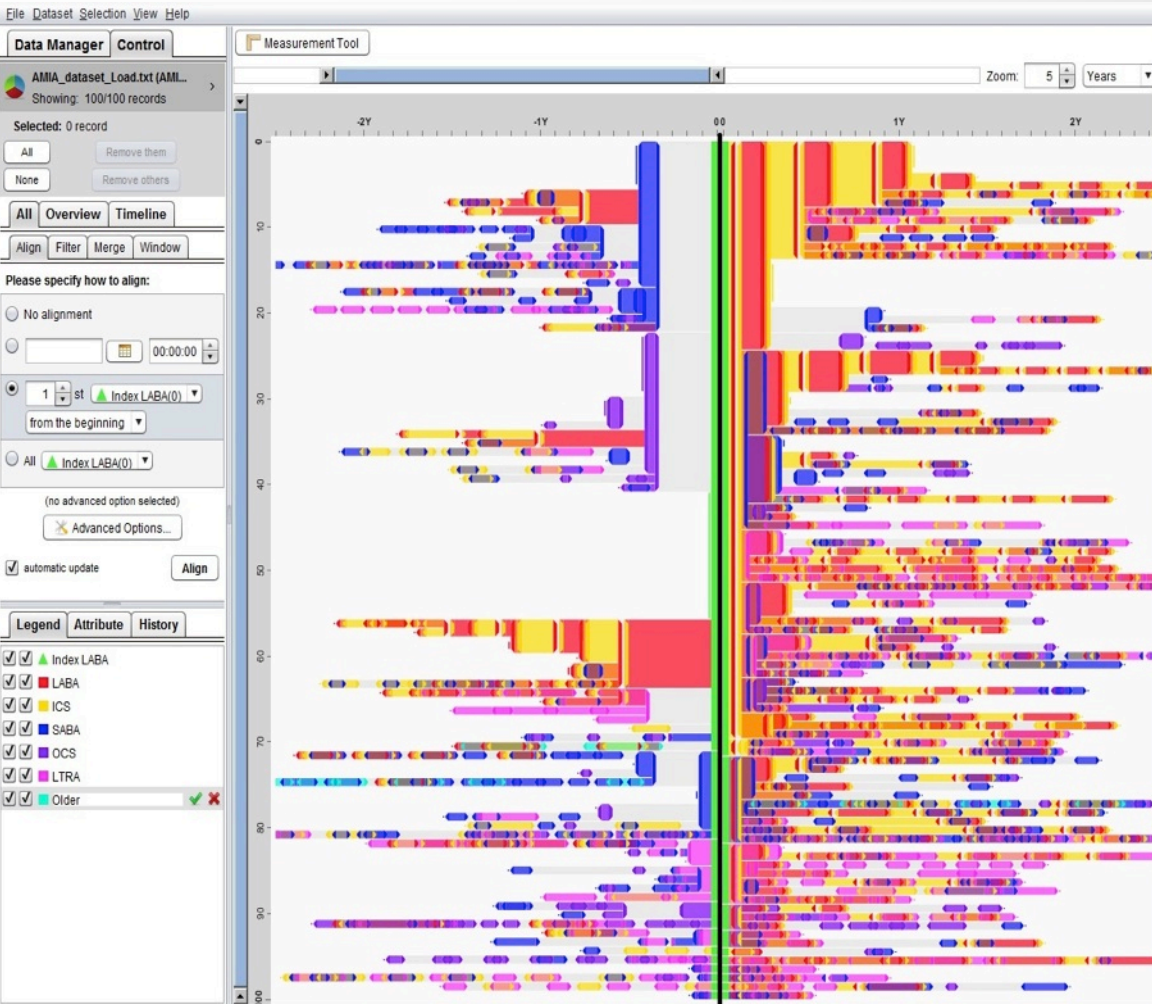 File Dataset Selection View Help
Data Manager Control
AMIA_dataset_Load.txt (AMI...
Showing: 100/100 records
Selected: 0 record
All Remove them
None Remove others
All Overview Timeline
Align Filter Merge Window
Please specify how to align:
No alignment
00:00:00
1 st Index LABA(0)
from the beginning
All Index LABA(0)
(no advanced option selected)
Advanced Options...
automatic update Align
Legend Attribute History
Index LABA
LABA
ICS
SABA
OCS
LTRA
Older
Measurement Tool
Zoom: 5 Years
-2Y -1Y 00 1Y 2Y
0
10
20
30
40
50
60
70
80
90
00